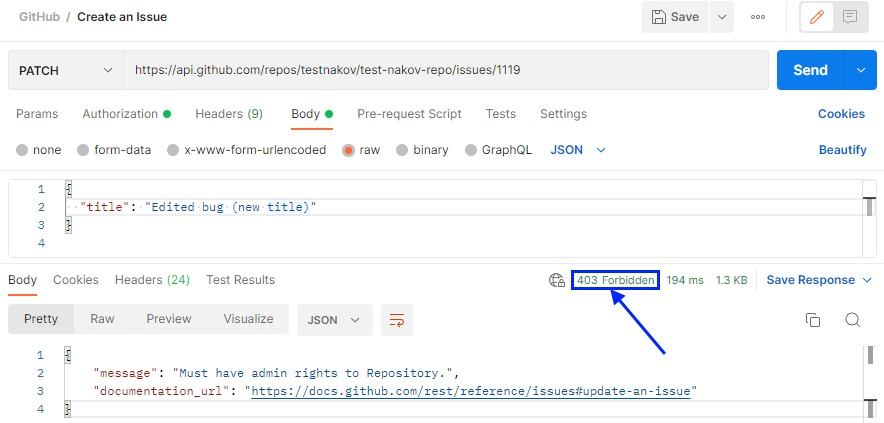 GitHub / Create an Issue Save ooo
PATCH https://api.github.com/repos/testnakov/test-nakov-repo/issues/1119 Send
Params Authorization Headers (9) Body Pre-request Script Tests Settings Cookies
none form-data x-www-form-urlencoded raw binary GraphQL JSON Beautify
1 {
2 "title": "Edited bug (new title)"
3 }
4
Body Cookies Headers (24) Test Results 403 Forbidden 194 ms 1.3 KB Save Response
Pretty Raw Preview Visualize JSON
1 {
2 "message": "Must have admin rights to Repository.",
3 "documentation_url": "https://docs.github.com/rest/reference/issues#update-an-issue"
4 }